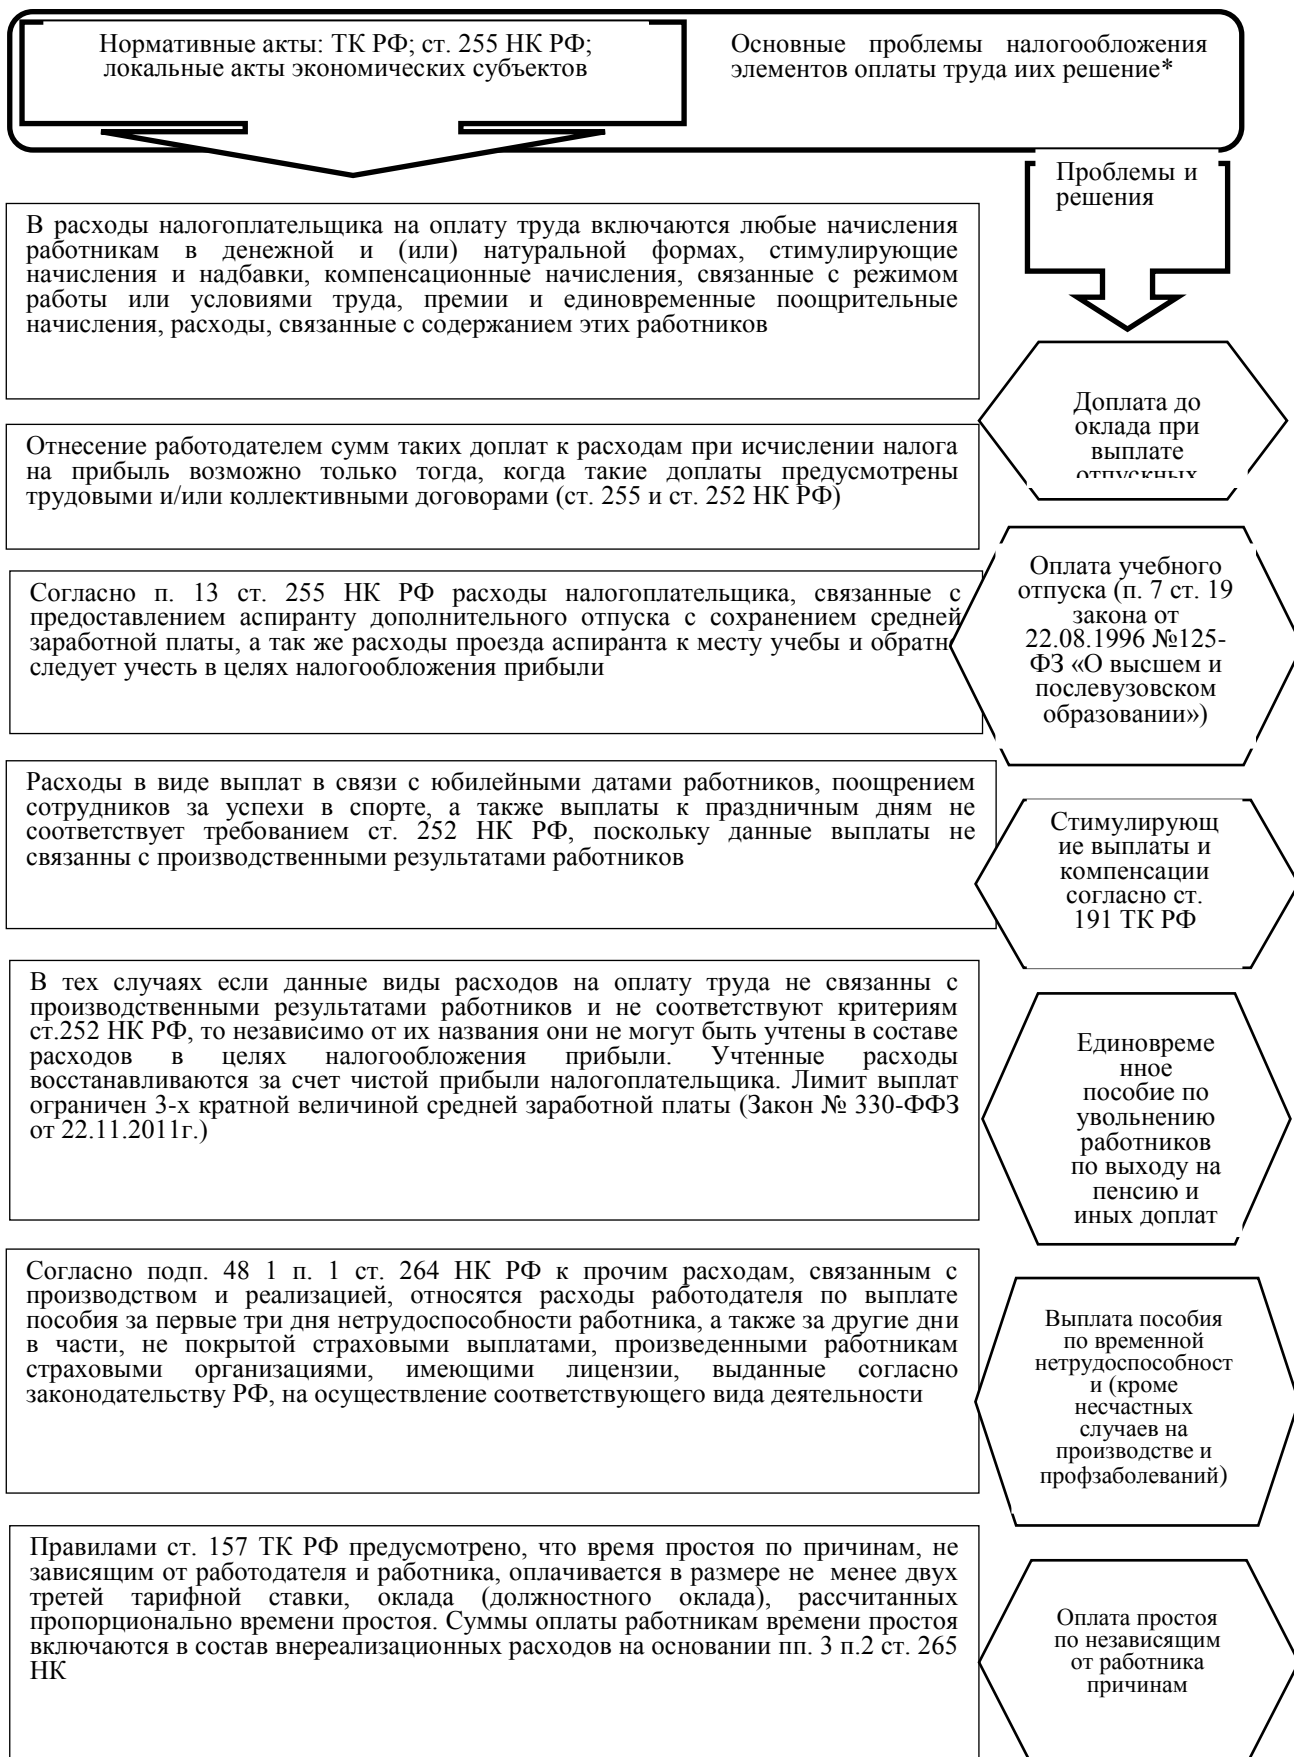 Нормативные акты: ТК РФ; ст. 255 НК РФ;
локальные акты экономических субъектов
Основные проблемы налогообложения
элементов оплаты труда иих решение*
Проблемы и
решения
В расходы налогоплательщика на оплату труда включаются любые начисления
работникам в денежной и (или) натуральной формах, стимулирующие
начисления и надбавки, компенсационные начисления, связанные с режимом
работы или условиями труда, премии и единовременные поощрительные
начисления, расходы, связанные с содержанием этих работников
Доплата до
оклада при
выплате
отпускных
Отнесение работодателем сумм таких доплат к расходам при исчислении налога
на прибыль возможно только тогда, когда такие доплаты предусмотрены
трудовыми и/или коллективными договорами (ст. 255 и ст. 252 НК РФ)
Согласно п. 13 ст. 255 НК РФ расходы налогоплательщика, связанные с
предоставлением аспиранту дополнительного отпуска с сохранением средней
заработной платы, а так же расходы проезда аспиранта к месту учебы и обратн
следует учесть в целях налогообложения прибыли
Оплата учебного
отпуска (п. 7 ст. 19
закона от
22.08.1996 №125-
ФЗ «О высшем и
послевузовском
образовании»)
Расходы в виде выплат в связи с юбилейными датами работников, поощрением
сотрудников за успехи в спорте, а также выплаты к праздничным дням не
соответствует требованием ст. 252 НК РФ, поскольку данные выплаты не
связанны с производственными результатами работников
Стимулирующ
ие выплаты и
компенсации
согласно ст.
191 ТК РФ
В тех случаях если данные виды расходов на оплату труда не связанны с
производственными результатами работников и не соответствуют критериям
ст.252 НК РФ, то независимо от их названия они не могут быть учтены в составе
расходов в целях налогообложения прибыли. Учтенные расходы
восстанавливаются за счет чистой прибыли налогоплательщика. Лимит выплат
ограничен 3-х кратной величиной средней заработной платы (Закон № 330-ФФЗ
от 22.11.2011г.)
Единовреме
нное
пособие по
увольнению
работников
по выходу на
пенсию и
иных доплат
Согласно подп. 48 1 п. 1 ст. 264 НК РФ к прочим расходам, связанным с
производством и реализацией, относятся расходы работодателя по выплате
пособия за первые три дня нетрудоспособности работника, а также за другие дни
в части, не покрытой страховыми выплатами, произведенными работникам
страховыми организациями, имеющими лицензии, выданные согласно
законодательству РФ, на осуществление соответствующего вида деятельности
Выплата пособия
по временной
нетрудоспособност
и (кроме
несчастных
случаев на
производстве и
профзаболеваний)
Правилами ст. 157 ТК РФ предусмотрено, что время простоя по причинам, не
зависящим от работодателя и работника, оплачивается в размере не менее двух
третей тарифной ставки, оклада (должностного оклада), рассчитанных
пропорционально времени простоя. Суммы оплаты работникам времени простоя
включаются в состав внереализационных расходов на основании пп. 3 п.2 ст. 265
НК
Оплата простоя
по независящим
от работника
причинам